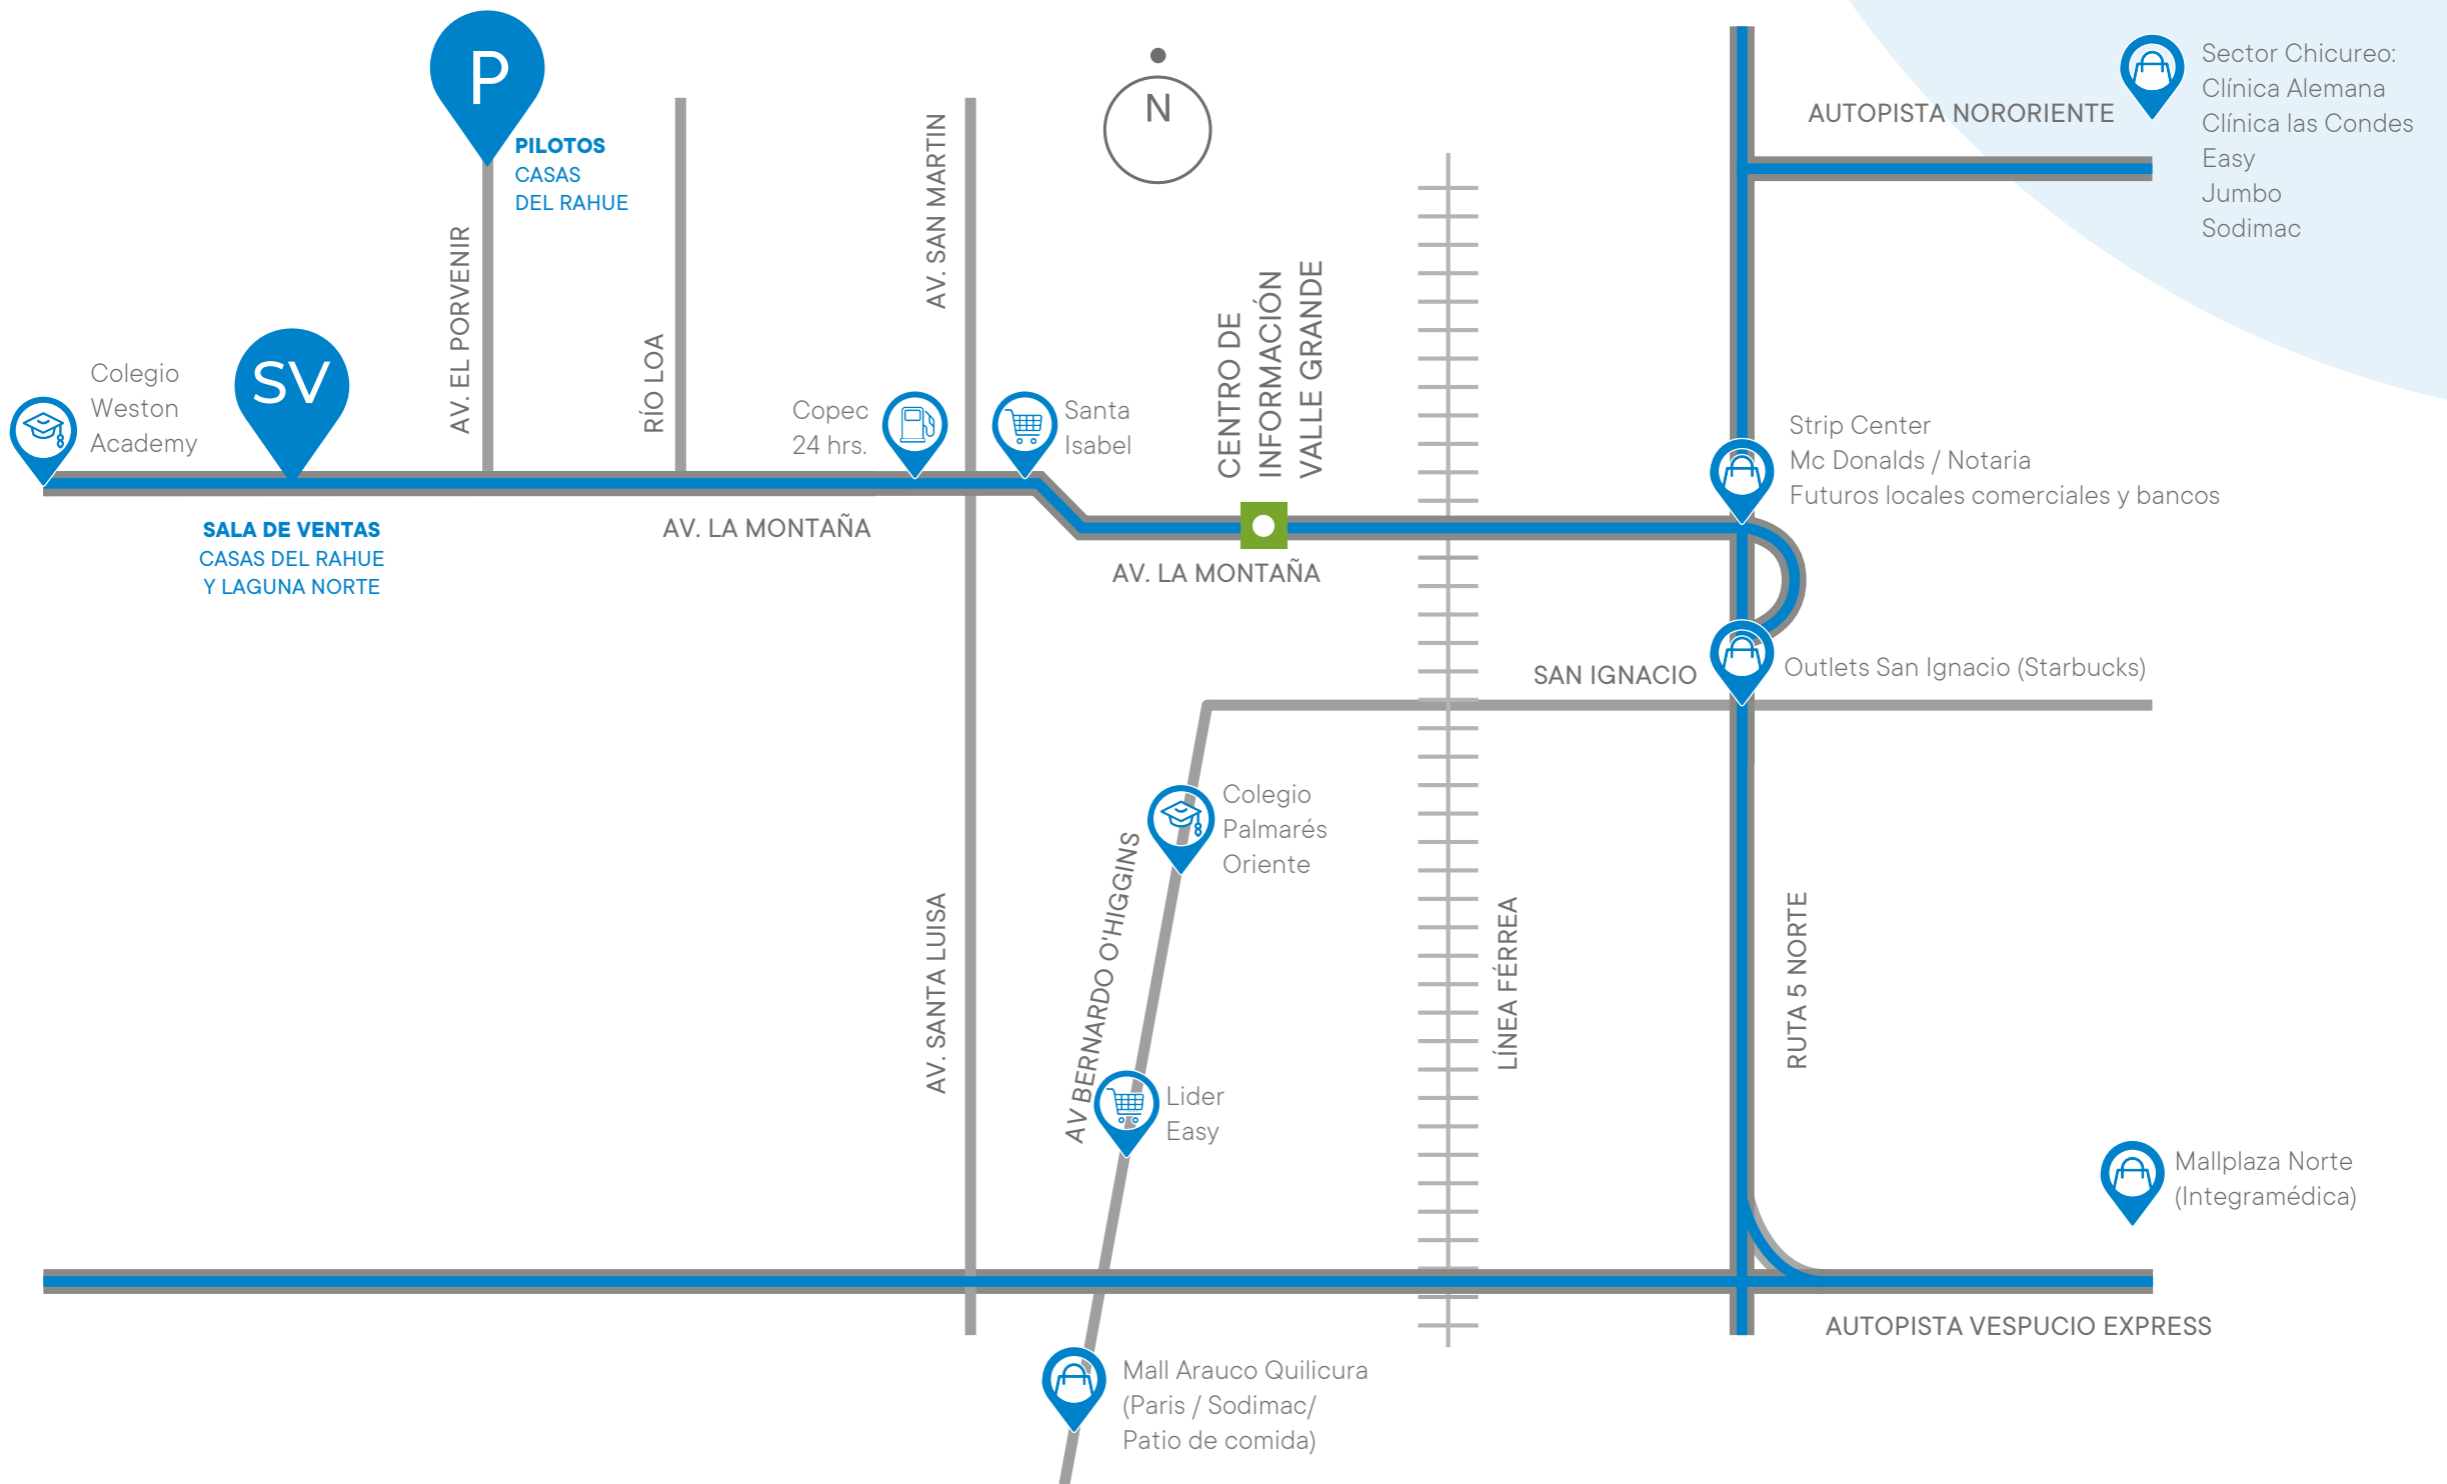 P
PILOTOS
CASAS
DEL RAHUE
N
AUTOPISTA NORORIENTE
Sector Chicureo:
Clínica Alemana
Clínica las Condes
Easy
Jumbo
Sodimac
AV. EL PORVENIR
RÍO LOA
AV. SAN MARTIN
CENTRO DE
INFORMACIÓN
VALLE GRANDE
Colegio
Weston
Academy
SV
Copec
24 hrs.
Santa
Isabel
Strip Center
Mc Donalds / Notaria
Futuros locales comerciales y bancos
SALA DE VENTAS
CASAS DEL RAHUE
Y LAGUNA NORTE
AV. LA MONTAÑA
AV. LA MONTAÑA
SAN IGNACIO
Outlets San Ignacio (Starbucks)
Colegio
Palmarés
Oriente
AV. SANTA LUISA
AV BERNARDO O'HIGGINS
LÍNEA FÉRREA
RUTA 5 NORTE
Lider
Easy
Mallplaza Norte
(Integramédica)
AUTOPISTA VESPUCIO EXPRESS
Mall Arauco Quilicura
(Paris / Sodimac/
Patio de comida)